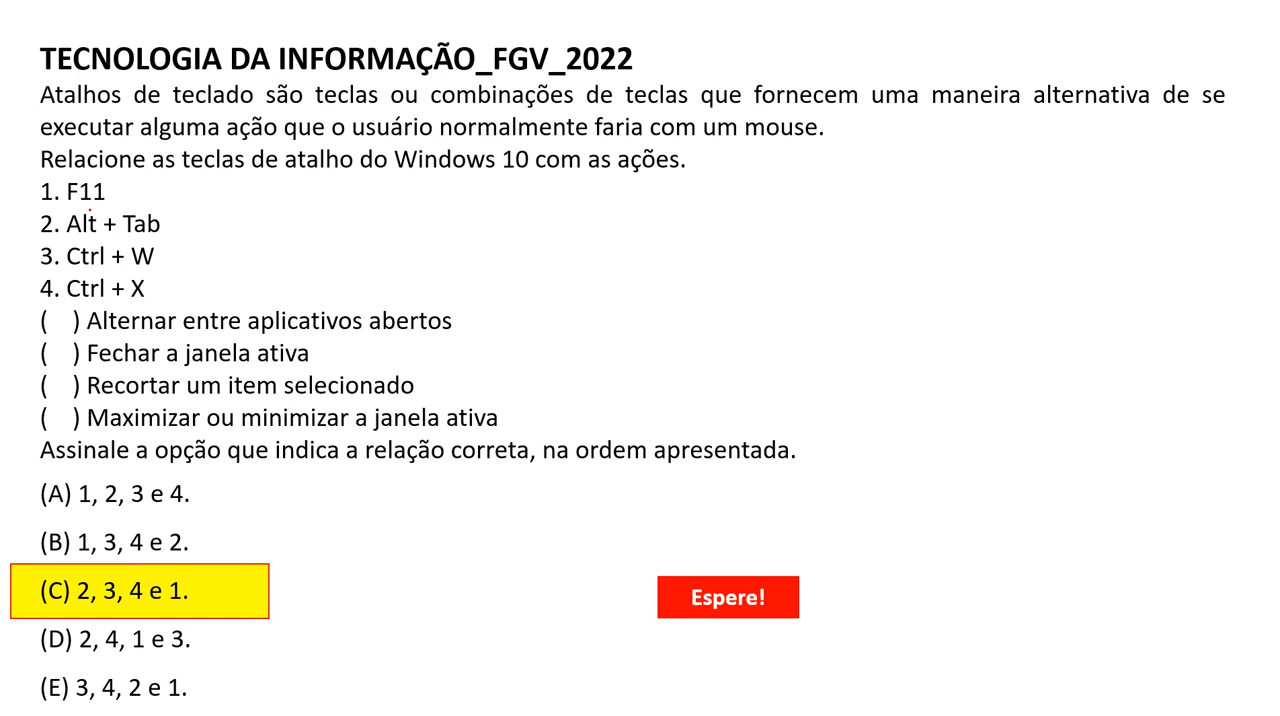 TECNOLOGIA DA INFORMAÇÃO_FGV_2022
Atalhos de teclado são teclas ou combinações de teclas que fornecem uma maneira alternativa de se
executar alguma ação que o usuário normalmente faria com um mouse.
Relacione as teclas de atalho do Windows 10 com as ações.
1. F11
2. Alt + Tab
3. Ctrl + W
4. Ctrl + X
( ) Alternar entre aplicativos abertos
( ) Fechar a janela ativa
( ) Recortar um item selecionado
( ) Maximizar ou minimizar a janela ativa
Assinale a opção que indica a relação correta, na ordem apresentada.
(A) 1, 2, 3 e 4.
(B) 1, 3, 4 e 2.
(C) 2, 3, 4 e 1.
Espere!
(D) 2, 4, 1 e 3.
(E) 3, 4, 2 e 1.